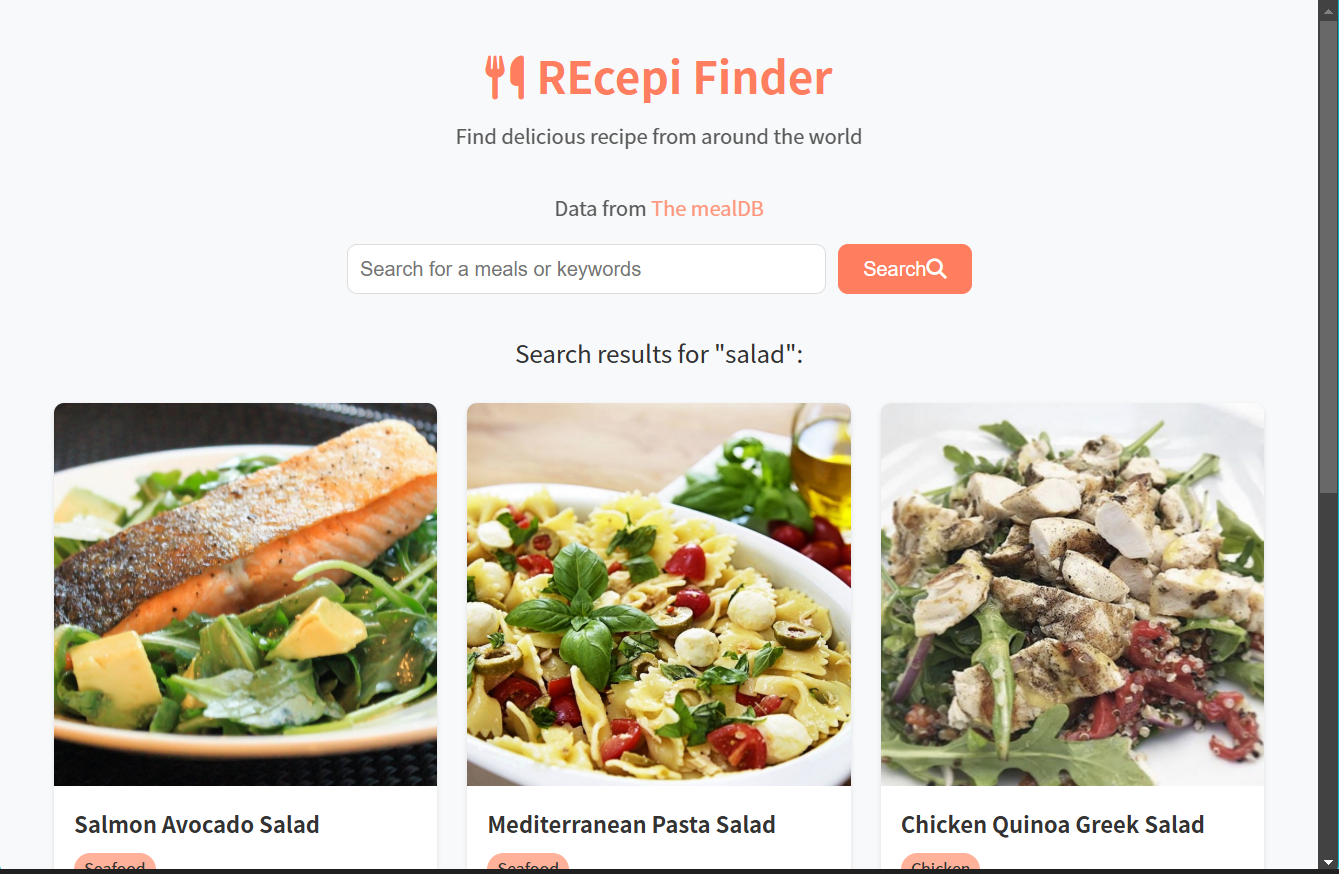 REcepi Finder
Find delicious recipe from around the world
Data from The mealDB
Search for a meals or keywords
Search
Search results for "salad":
Salmon Avocado Salad
Mediterranean Pasta Salad
Chicken Quinoa Greek Salad
Seafood
Seafood
Chicken